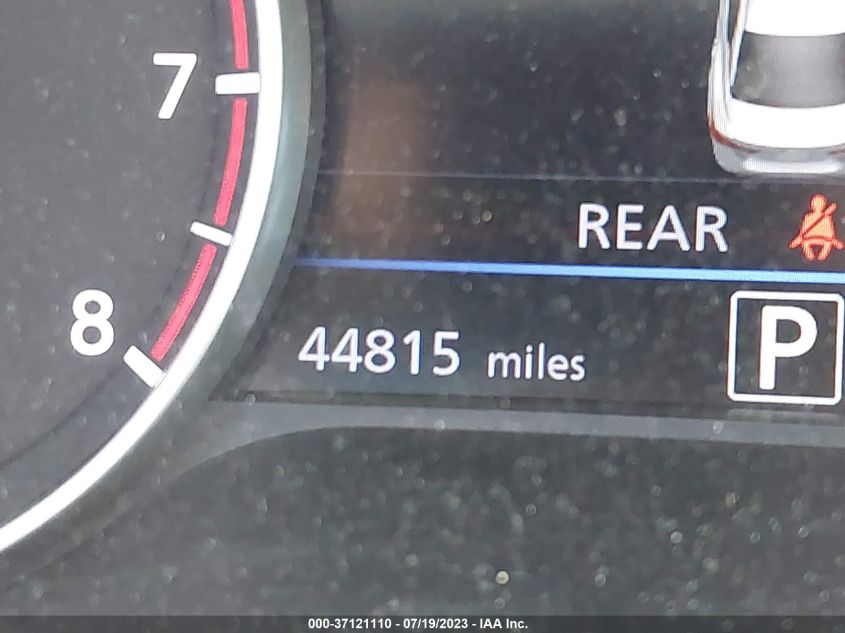 7
REAR
8
44815 miles
P
000-37121110 - 07/19/2023 - IAA Inc.